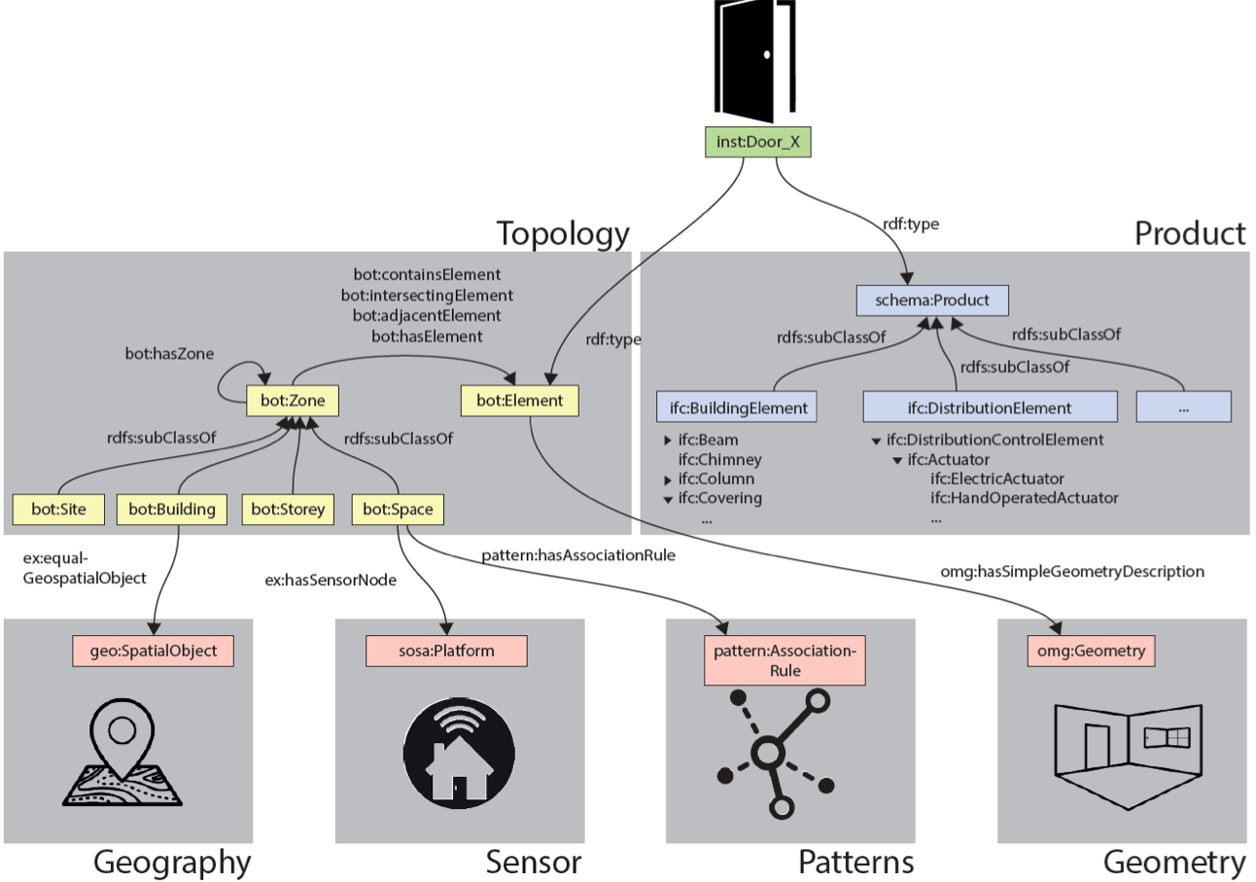 inst:Door_X
rdf:type
Topology
Product
bot:containsElement
bot:intersectingElement
bot:adjacentElement
bot:hasElement
schema:Product
rdf:type
bot:hasZone
rdfs:subClassOf
rdfs:subClassOf
rdfs:subClassOf
bot:Zone
bot:Element
ifc:BuildingElement
ifc:DistributionElement
...
rdfs:subClassOf
rdfs:subClassOf
ifc:Beam
ifc:Chimney
ifc:Column
ifc:Covering
...
ifc:DistributionControlElement
ifc:Actuator
ifc:ElectricActuator
ifc:HandOperatedActuator
...
bot:Site
bot:Building
bot:Storey
bot:Space
ex:equal-
GeospatialObject
ex:hasSensorNode
pattern:hasAssociationRule
omg:hasSimpleGeometryDescription
geo:SpatialObject
sosa:Platform
pattern:Association-
Rule
omg:Geometry
Geography
Sensor
Patterns
Geometry